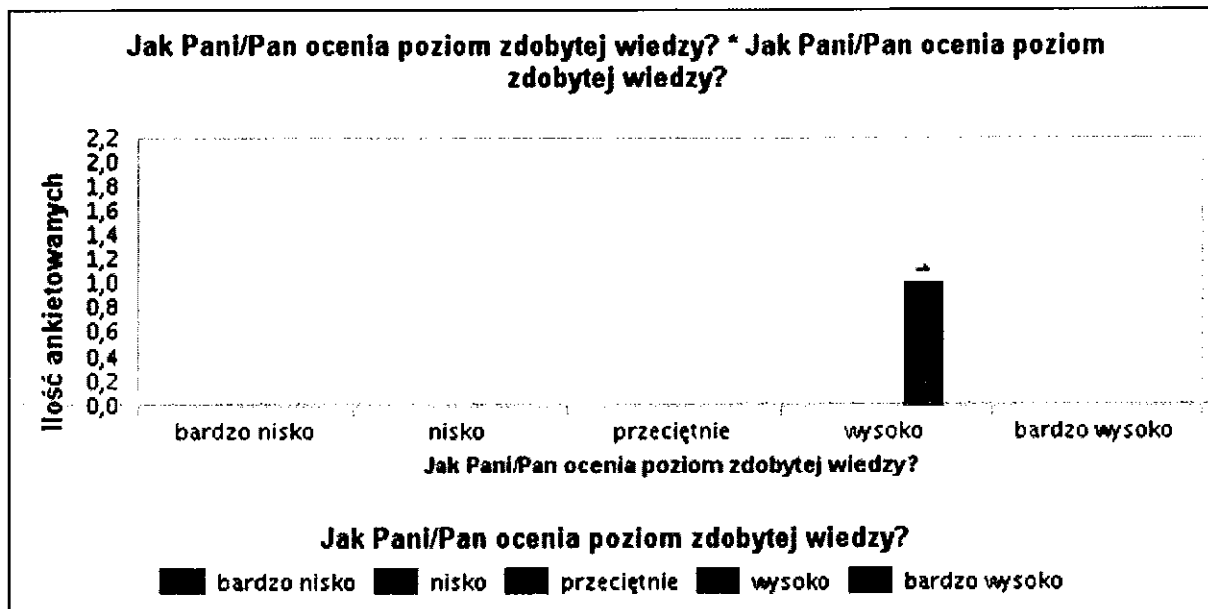 Jak Pani/Pan ocenia poziom zdobytej wiedzy? * Jak Pani/Pan ocenia poziom
zdobytej wiedzy?
Ilość ankietowanych
2,2
2,0
1,8
1,6
1,4
1,2
1,0
0,8
0,6
0,4
0,2
0,0
bardzo nisko nisko przeciętnie wysoko bardzo wysoko
Jak Pani/Pan ocenia poziom zdobytej wiedzy?
Jak Pani/Pan ocenia poziom zdobytej wiedzy?
bardzo nisko nisko przeciętnie wysoko bardzo wysoko